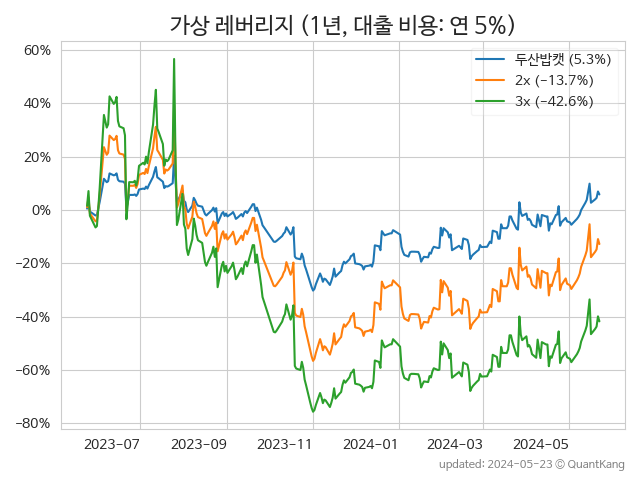 가상 레버리지 (1년, 대출 비용: 연 5%)
두산밥캣 (5.3%)
2x (−13.7%)
3x (−42.6%)
60%
40%
20%
0%
−20%
−40%
−60%
−80%
2023-07
2023-09
2023-11
2024-01
2024-03
2024-05
updated: 2024-05-23 © QuantKang